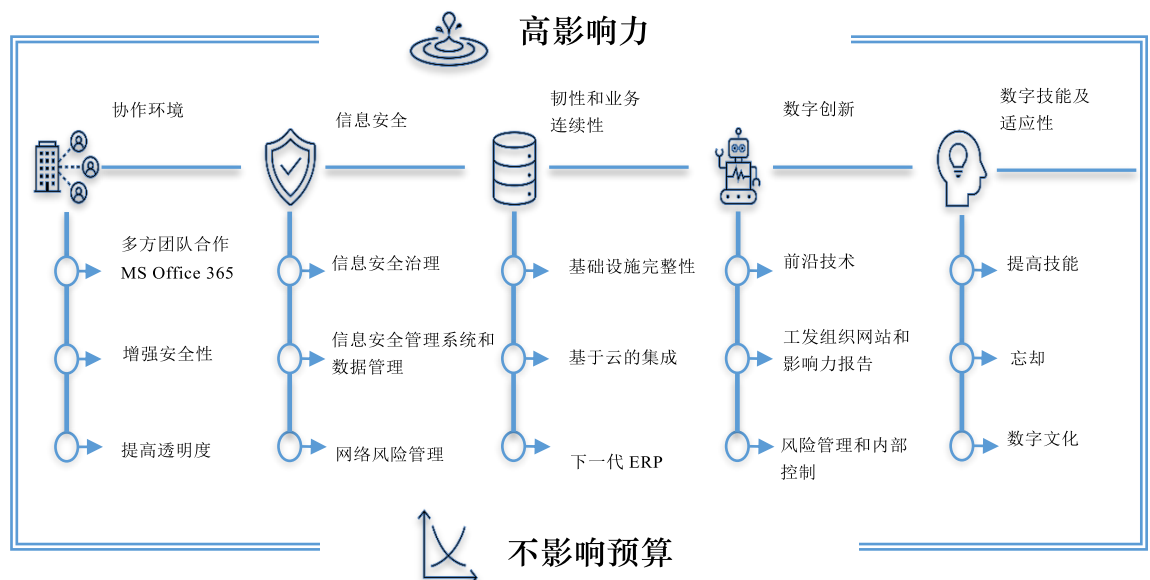 高影响力
协作环境
信息安全
韧性和业务
连续性
数字创新
数字技能及
适应性
多方团队合作
MS Office 365
增强安全性
提高透明度
信息安全治理
信息安全管理系统和
数据管理
网络风险管理
基础设施完整性
基于云的集成
下一代 ERP
前沿技术
工发组织网站和
影响力报告
风险管理和内部
控制
提高技能
忘却
数字文化
不影响预算